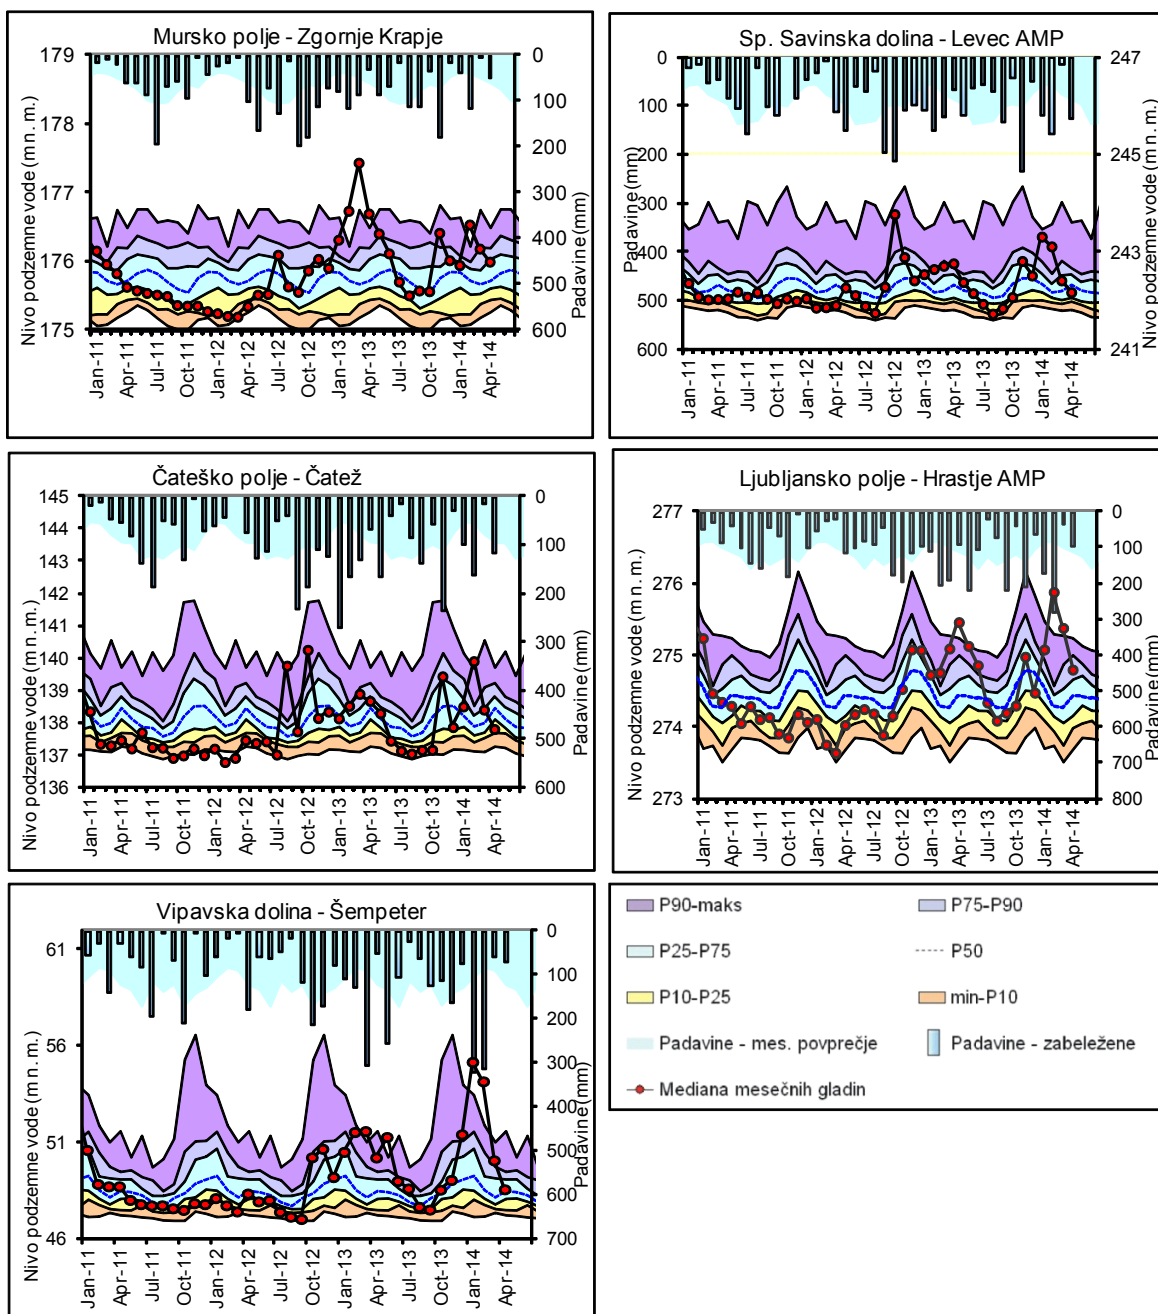 Mursko polje - Zgornje Krapje
Nivo podzemne vode (m n. m.)
179
178
177
176
175
0
100
200
300
400
500
600
Padavine (mm)
Jan-11
Apr-11
Jul-11
Oct-11
Jan-12
Apr-12
Jul-12
Oct-12
Jan-13
Apr-13
Jul-13
Oct-13
Jan-14
Apr-14
Sp. Savinska dolina - Levec AMP
Padavine (mm)
0
100
200
300
400
500
600
247
245
243
241
Nivo podzemne vode (m n. m.)
Jan-11
Apr-11
Jul-11
Oct-11
Jan-12
Apr-12
Jul-12
Oct-12
Jan-13
Apr-13
Jul-13
Oct-13
Jan-14
Apr-14
Čateško polje - Čatež
Nivo podzemne vode (m n. m.)
145
144
143
142
141
140
139
138
137
136
0
100
200
300
400
500
600
Padavine (mm)
Jan-11
Apr-11
Jul-11
Oct-11
Jan-12
Apr-12
Jul-12
Oct-12
Jan-13
Apr-13
Jul-13
Oct-13
Jan-14
Apr-14
Ljubljansko polje - Hrastje AMP
Nivo podzemne vode (m n. m.)
277
276
275
274
273
0
100
200
300
400
500
600
700
800
Padavine (mm)
Jan-11
Apr-11
Jul-11
Oct-11
Jan-12
Apr-12
Jul-12
Oct-12
Jan-13
Apr-13
Jul-13
Oct-13
Jan-14
Apr-14
Vipavska dolina - Šempeter
Nivo podzemne vode (m n. m.)
61
56
51
46
0
100
200
300
400
500
600
700
Padavine (mm)
Jan-11
Apr-11
Jul-11
Oct-11
Jan-12
Apr-12
Jul-12
Oct-12
Jan-13
Apr-13
Jul-13
Oct-13
Jan-14
Apr-14
P90-maks
P75-P90
P25-P75
P50
P10-P25
min-P10
Padavine - mes. povprečje
Padavine - zabeležene
Mediana mesečnih gladin